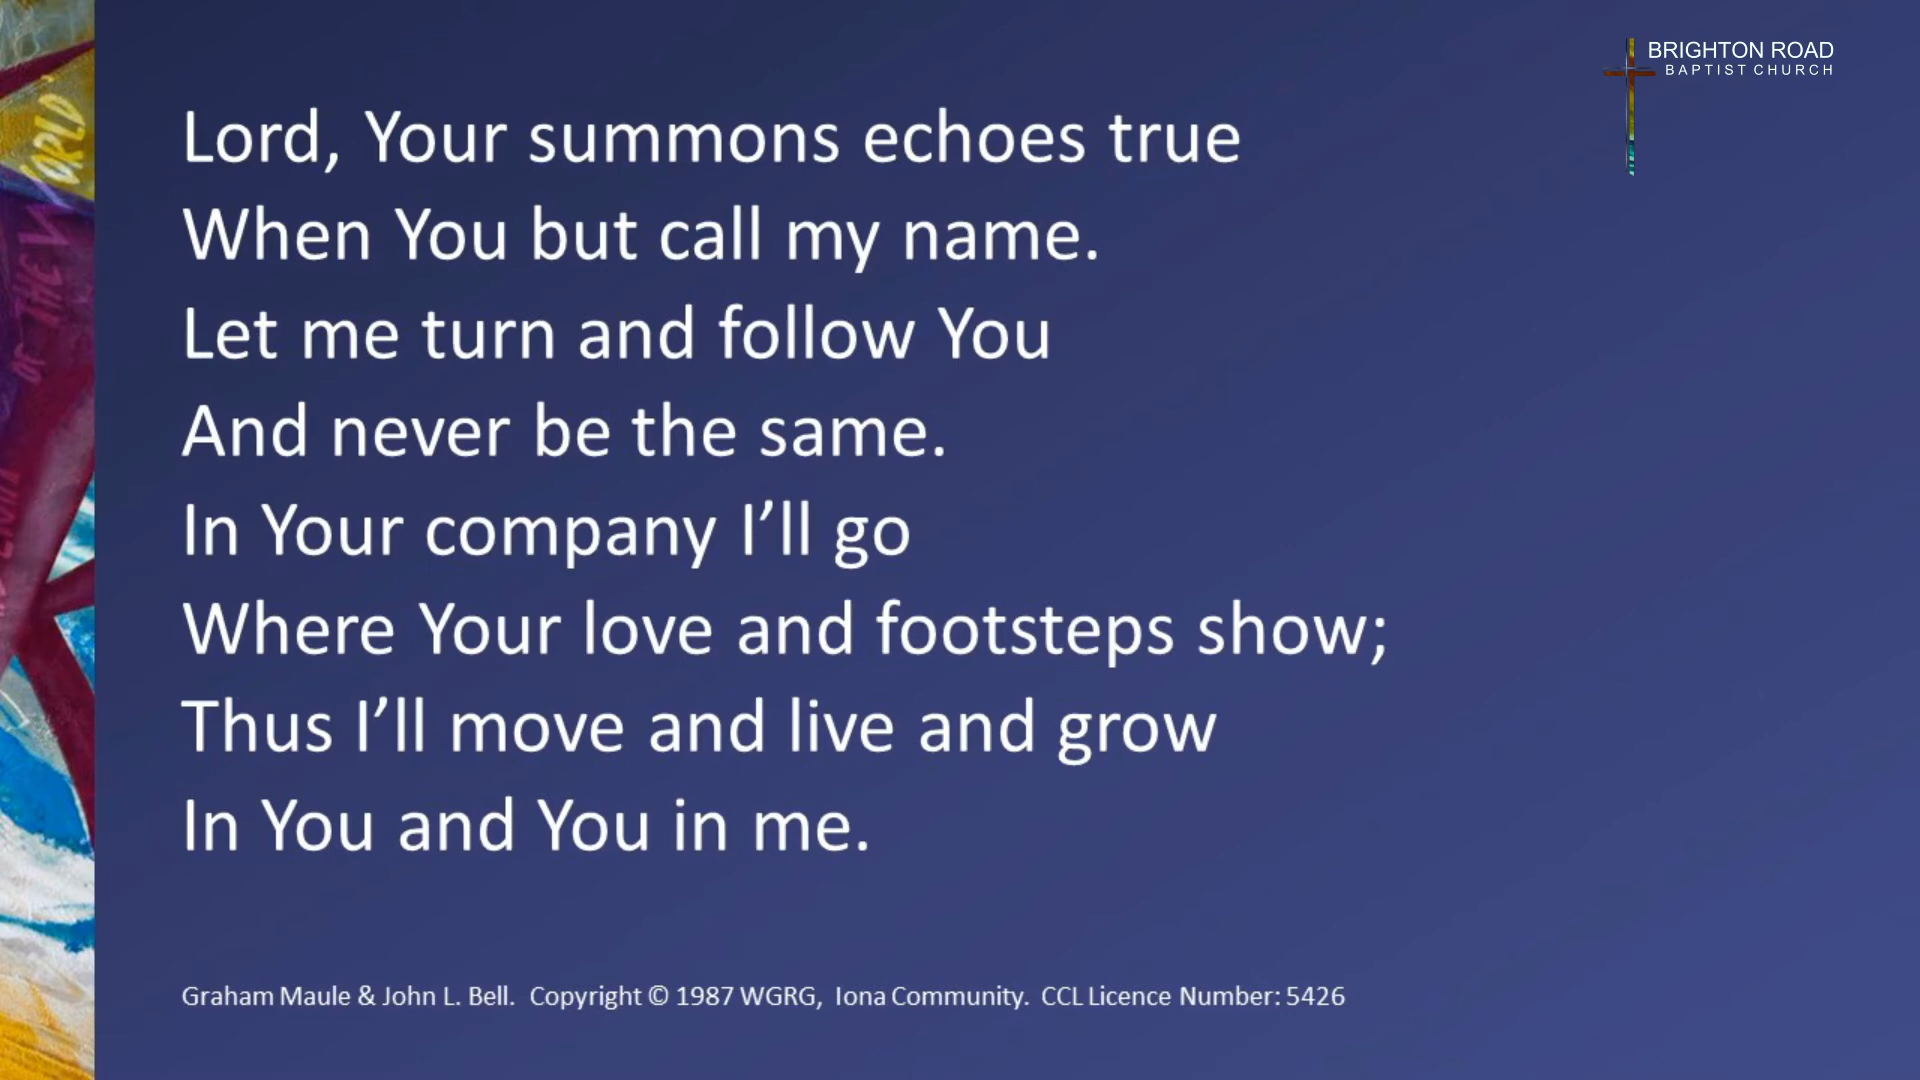 BRIGHTON ROAD
BAPTIST CHURCH
Lord, Your summons echoes true
When You but call my name.
Let me turn and follow You
And never be the same.
In Your company I’ll go
Where Your love and footsteps show;
Thus I’ll move and live and grow
In You and You in me.
Graham Maule & John L. Bell. Copyright © 1987 WGRG, Iona Community. CCL Licence Number: 5426
ORLD
OF THE